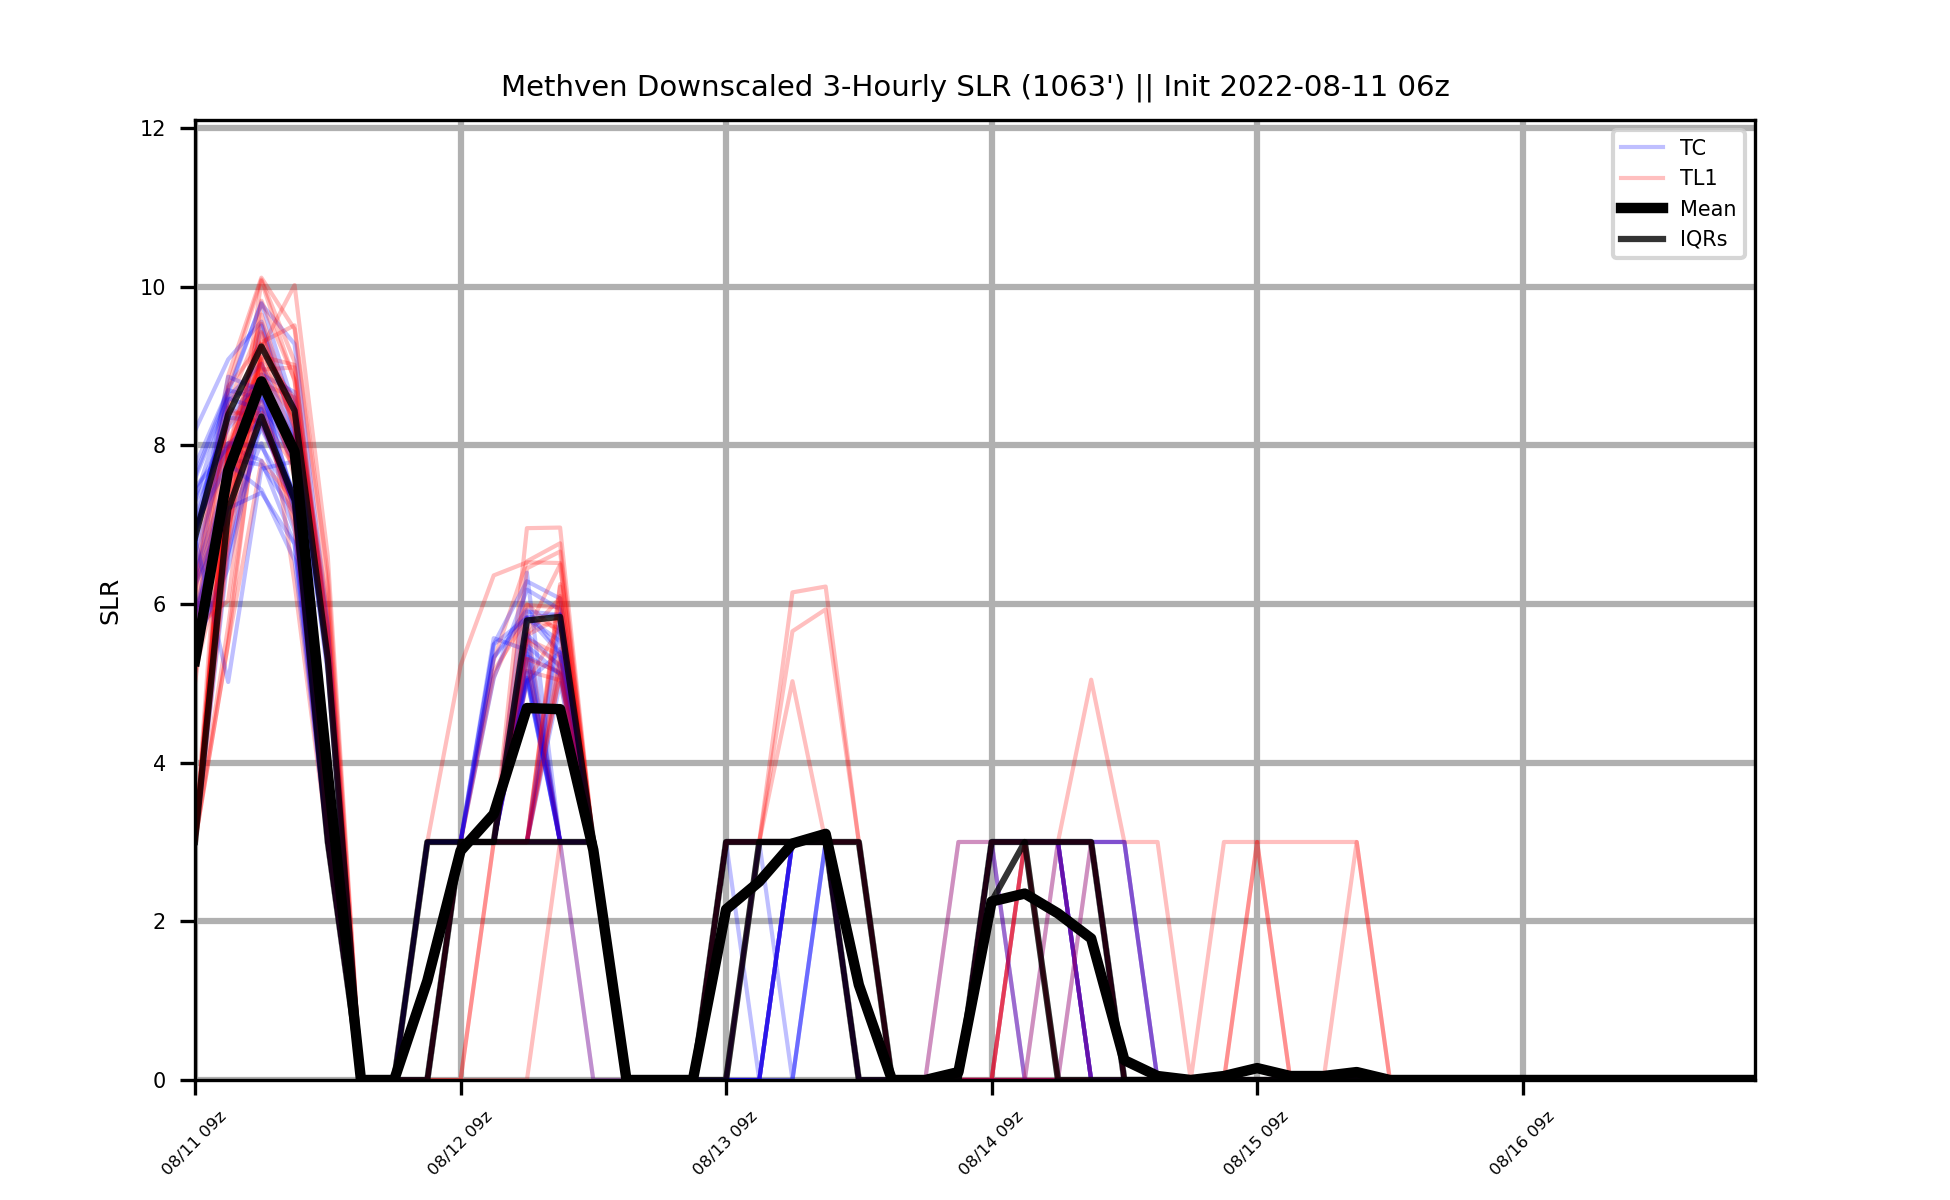 Methven Downscaled 3-Hourly SLR (1063') || Init 2022-08-11 06z
12
10
8
6
4
2
0
SLR
TC
TL1
Mean
IQRs
08/11 09z
08/12 09z
08/13 09z
08/14 09z
08/15 09z
08/16 09z